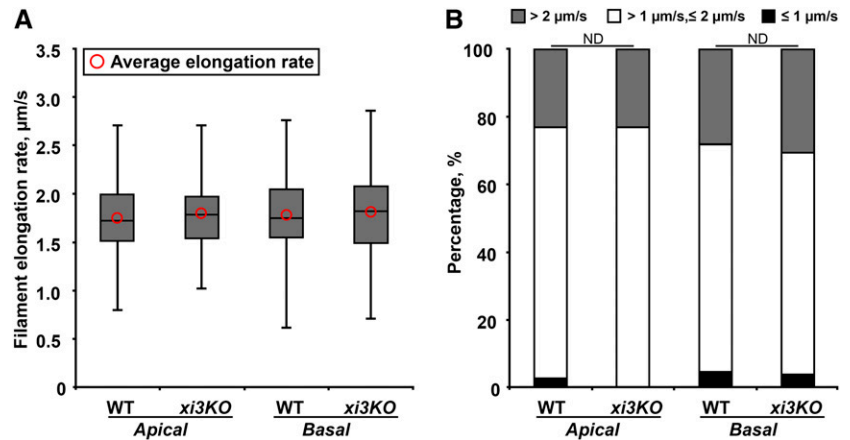 A
Filament elongation rate, µm/s
3.5
3.0
2.5
2.0
1.5
1.0
0.5
0
Average elongation rate
WT xi3KO WT xi3KO
Apical Basal
B
> 2 µm/s > 1 µm/s,≤ 2 µm/s ≤ 1 µm/s
Percentage, %
100
80
60
40
20
0
ND ND
WT xi3KO WT xi3KO
Apical Basal